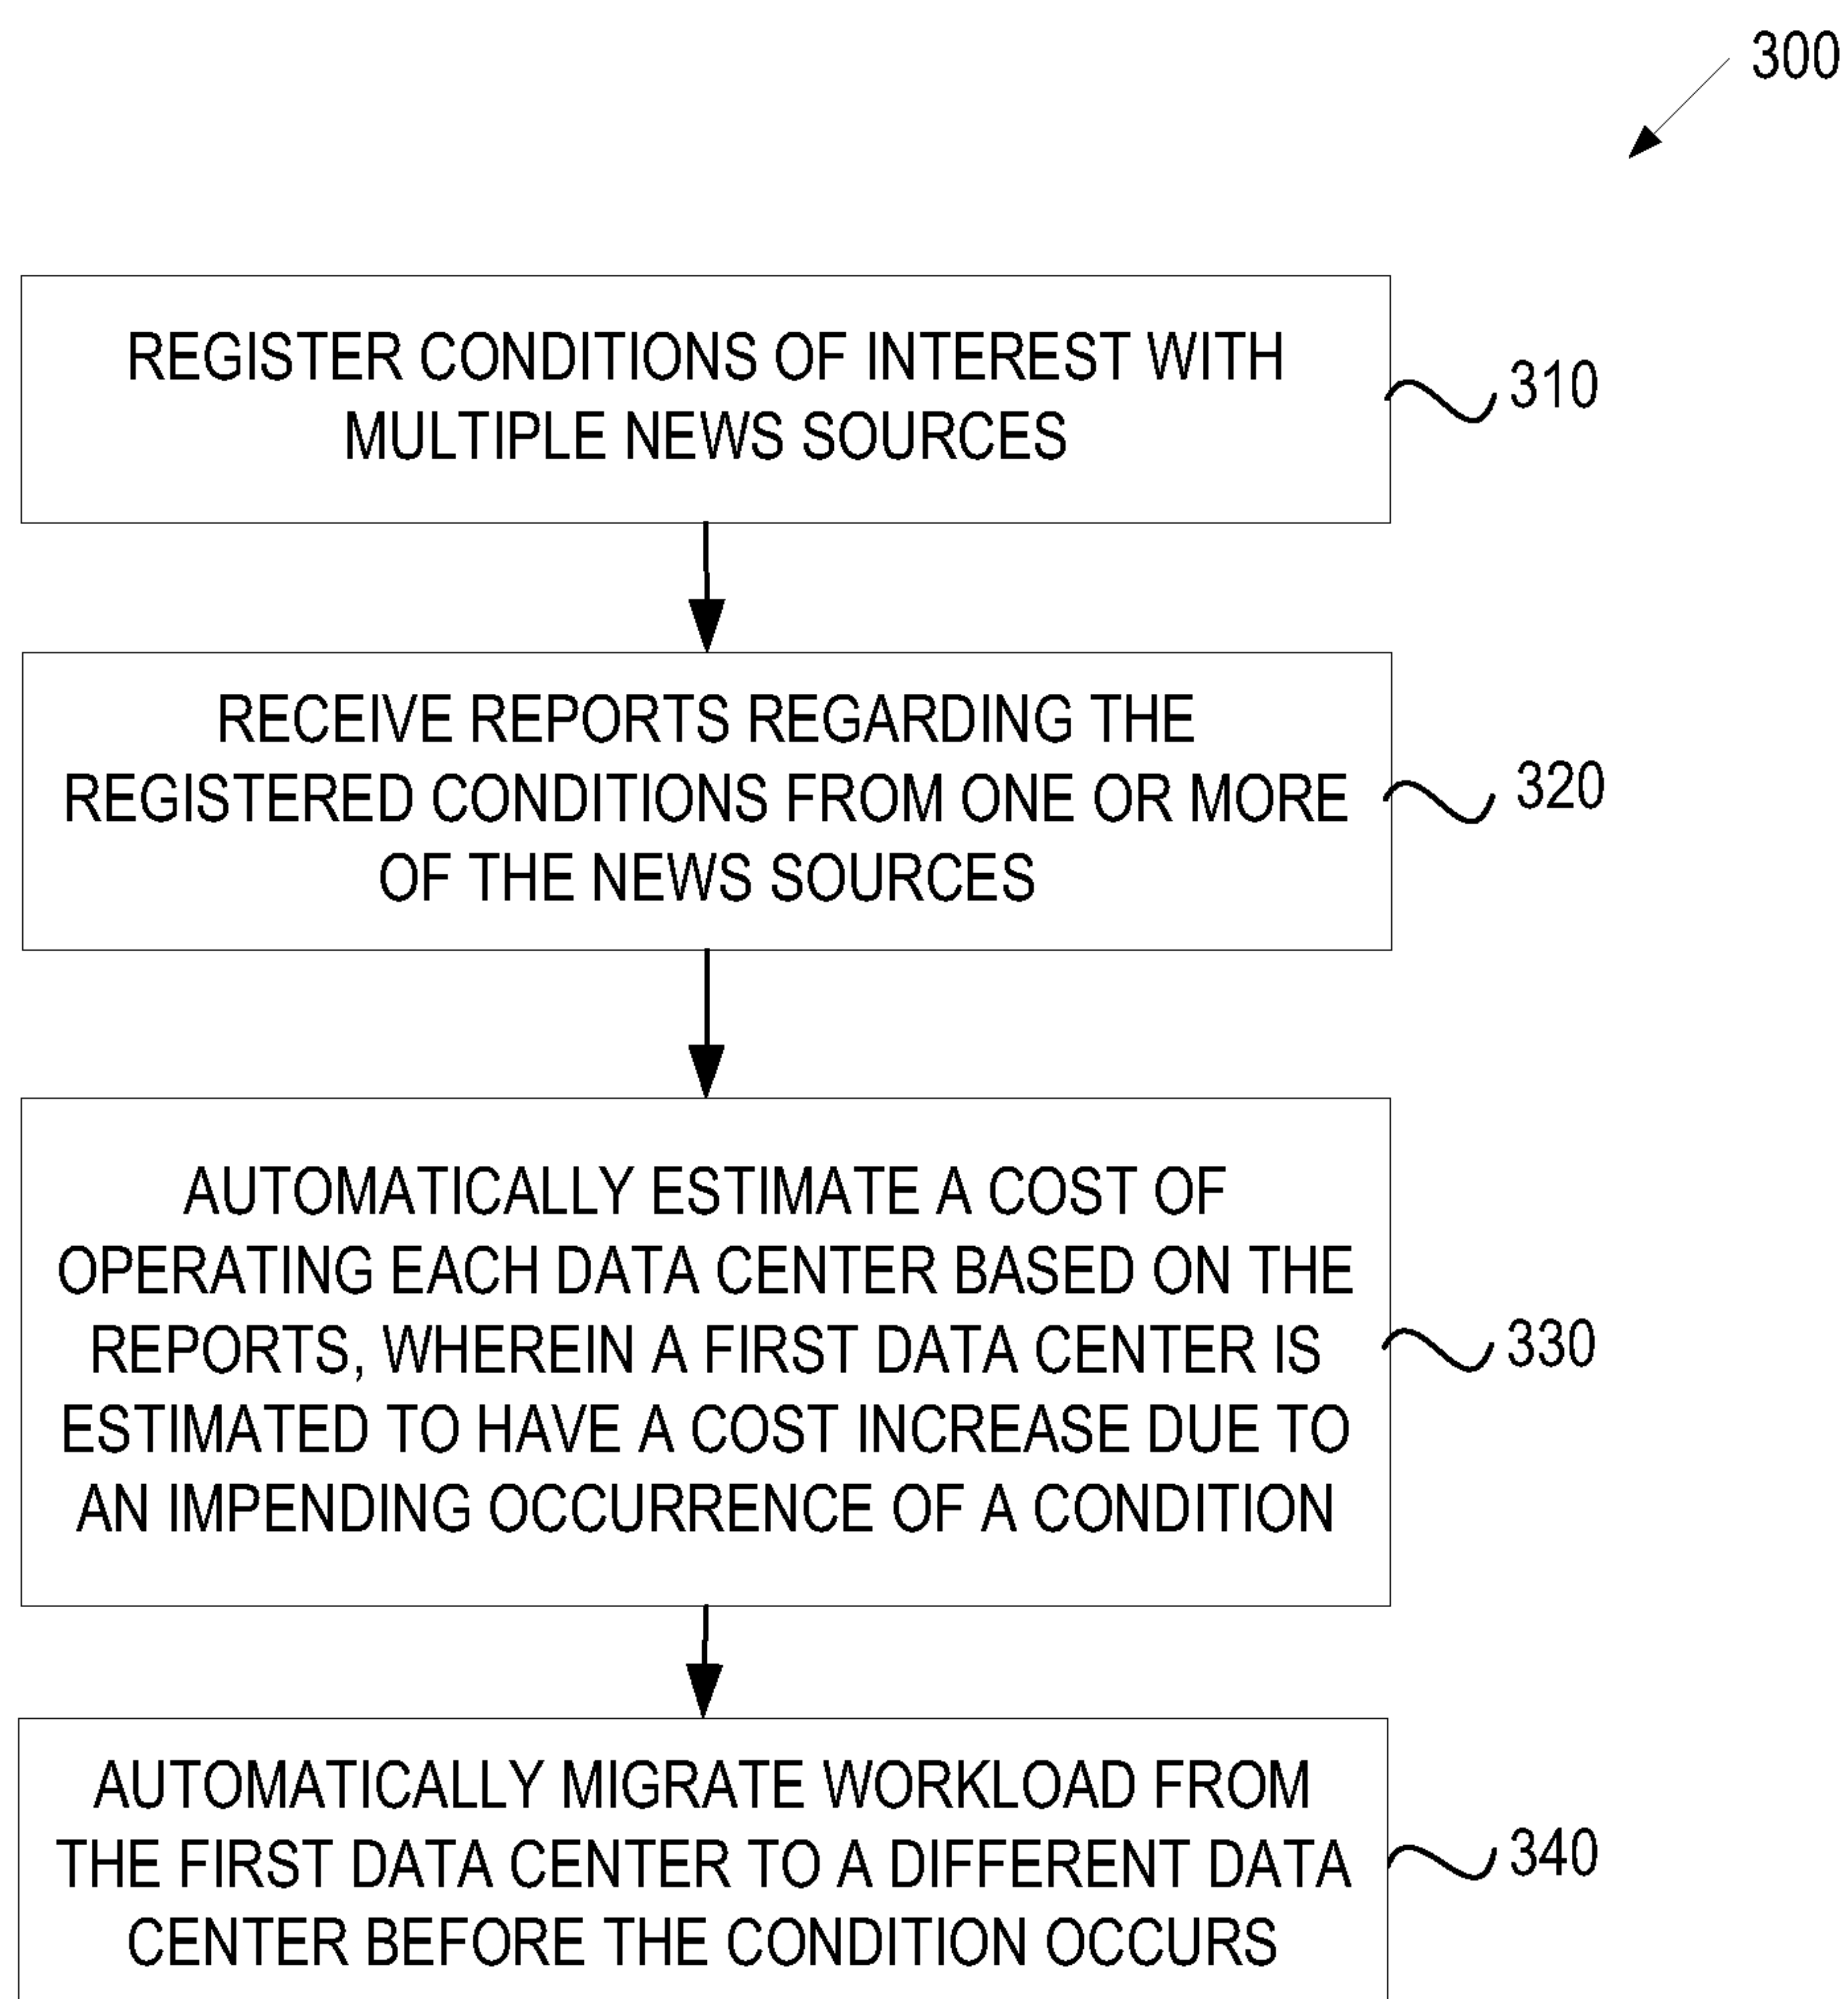 300
REGISTER CONDITIONS OF INTEREST WITH
MULTIPLE NEWS SOURCES
310
RECEIVE REPORTS REGARDING THE
REGISTERED CONDITIONS FROM ONE OR MORE
OF THE NEWS SOURCES
320
AUTOMATICALLY ESTIMATE A COST OF
OPERATING EACH DATA CENTER BASED ON THE
REPORTS, WHEREIN A FIRST DATA CENTER IS
ESTIMATED TO HAVE A COST INCREASE DUE TO
AN IMPENDING OCCURRENCE OF A CONDITION
330
AUTOMATICALLY MIGRATE WORKLOAD FROM
THE FIRST DATA CENTER TO A DIFFERENT DATA
CENTER BEFORE THE CONDITION OCCURS
340